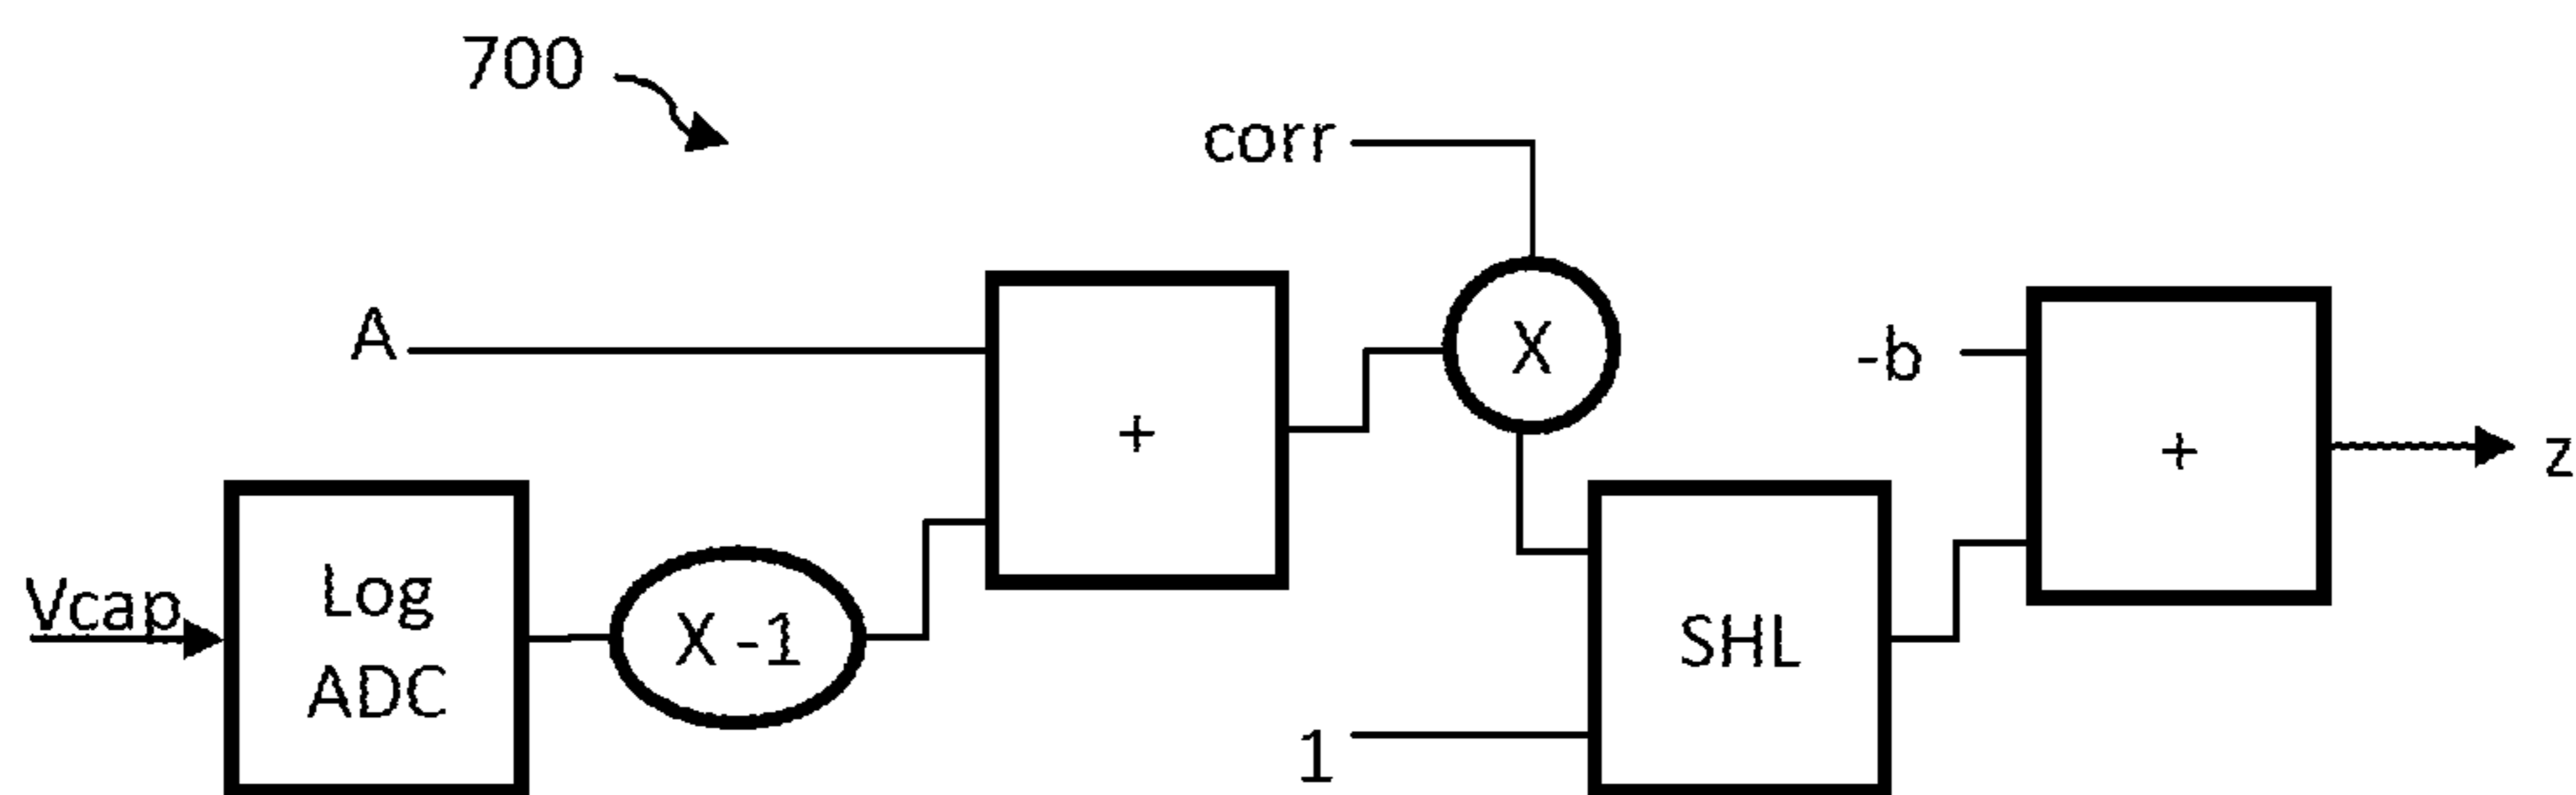 700
corr
A
X
-b
+
+
z
Vcap
Log
ADC
X -1
SHL
1